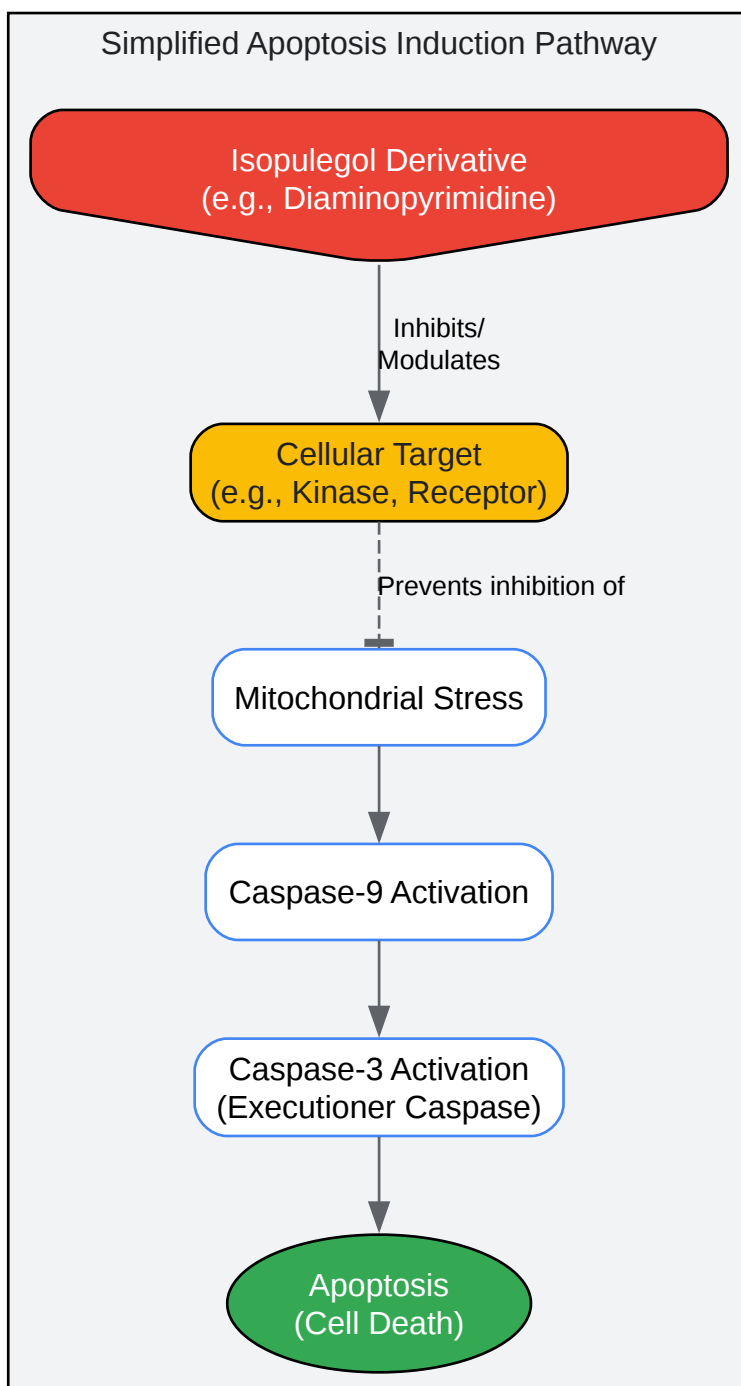 Simplified Apoptosis Induction Pathway
Isopulegol Derivative
(e.g., Diaminopyrimidine)
Inhibits/
Modulates
Cellular Target
(e.g., Kinase, Receptor)
Prevents inhibition of
Mitochondrial Stress
Caspase-9 Activation
Caspase-3 Activation
(Executioner Caspase)
Apoptosis
(Cell Death)